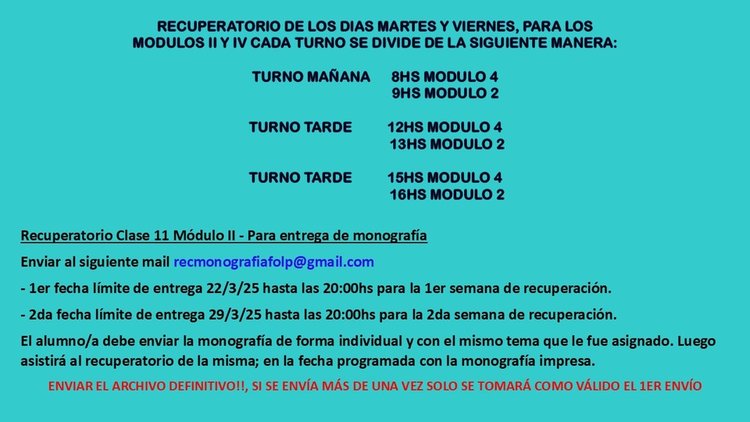 RECUPERATORIO DE LOS DIAS MARTES Y VIERNES, PARA LOS
MODULOS II Y IV CADA TURNO SE DIVIDE DE LA SIGUIENTE MANERA:
TURNO MAÑANA 8HS MODULO 4
9HS MODULO 2
TURNO TARDE 12HS MODULO 4
13HS MODULO 2
TURNO TARDE 15HS MODULO 4
16HS MODULO 2
Recuperatorio Clase 11 Módulo II - Para entrega de monografía
Enviar al siguiente mail recmonografiafolp@gmail.com
- 1er fecha límite de entrega 22/3/25 hasta las 20:00hs para la 1er semana de recuperación.
- 2da fecha límite de entrega 29/3/25 hasta las 20:00hs para la 2da semana de recuperación.
El alumno/a debe enviar la monografía de forma individual y con el mismo tema que le fue asignado. Luego
asistirá al recuperatorio de la misma; en la fecha programada con la monografía impresa.
ENVIAR EL ARCHIVO DEFINITIVO!!, SI SE ENVÍA MÁS DE UNA VEZ SOLO SE TOMARÁ COMO VÁLIDO EL 1ER ENVÍO